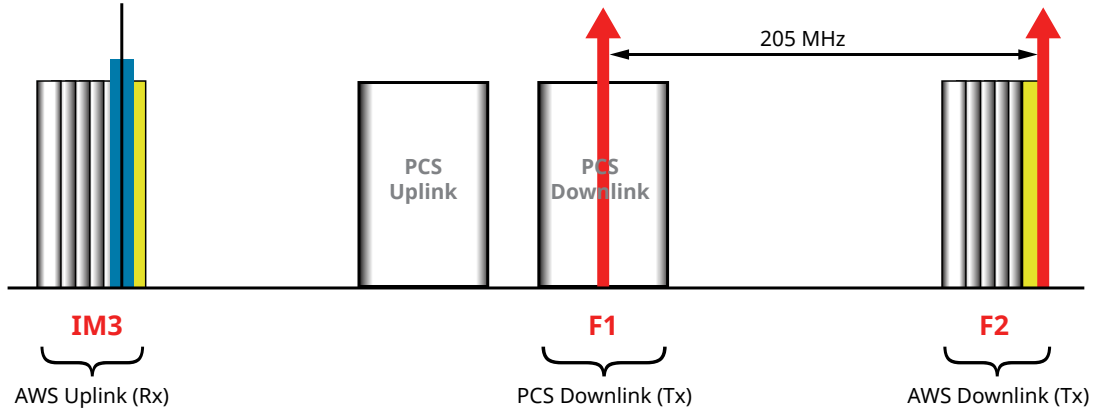 205 MHz
PCS
Uplink
PCS
Downlink
IM3
F1
F2
AWS Uplink (Rx)
PCS Downlink (Tx)
AWS Downlink (Tx)